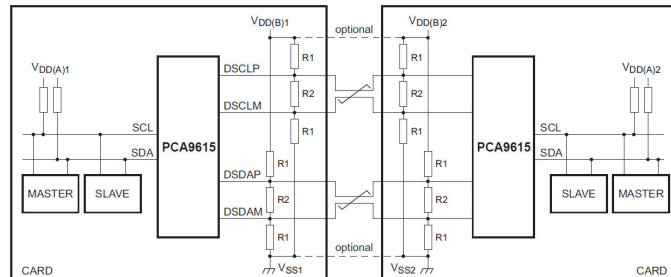 VDD(B)1
optional
VDD(B)2
VDD(A)1
DSCLP
R1
R1
VDD(A)2
R2
R2
DSCLM
SCL
PCA9615
R1
R1
PCA9615
SCL
SDA
R1
R1
SDA
DSDAP
MASTER
SLAVE
R2
R2
SLAVE
MASTER
DSDAM
R1
R1
optional
VSS1
VSS2
CARD
CARD